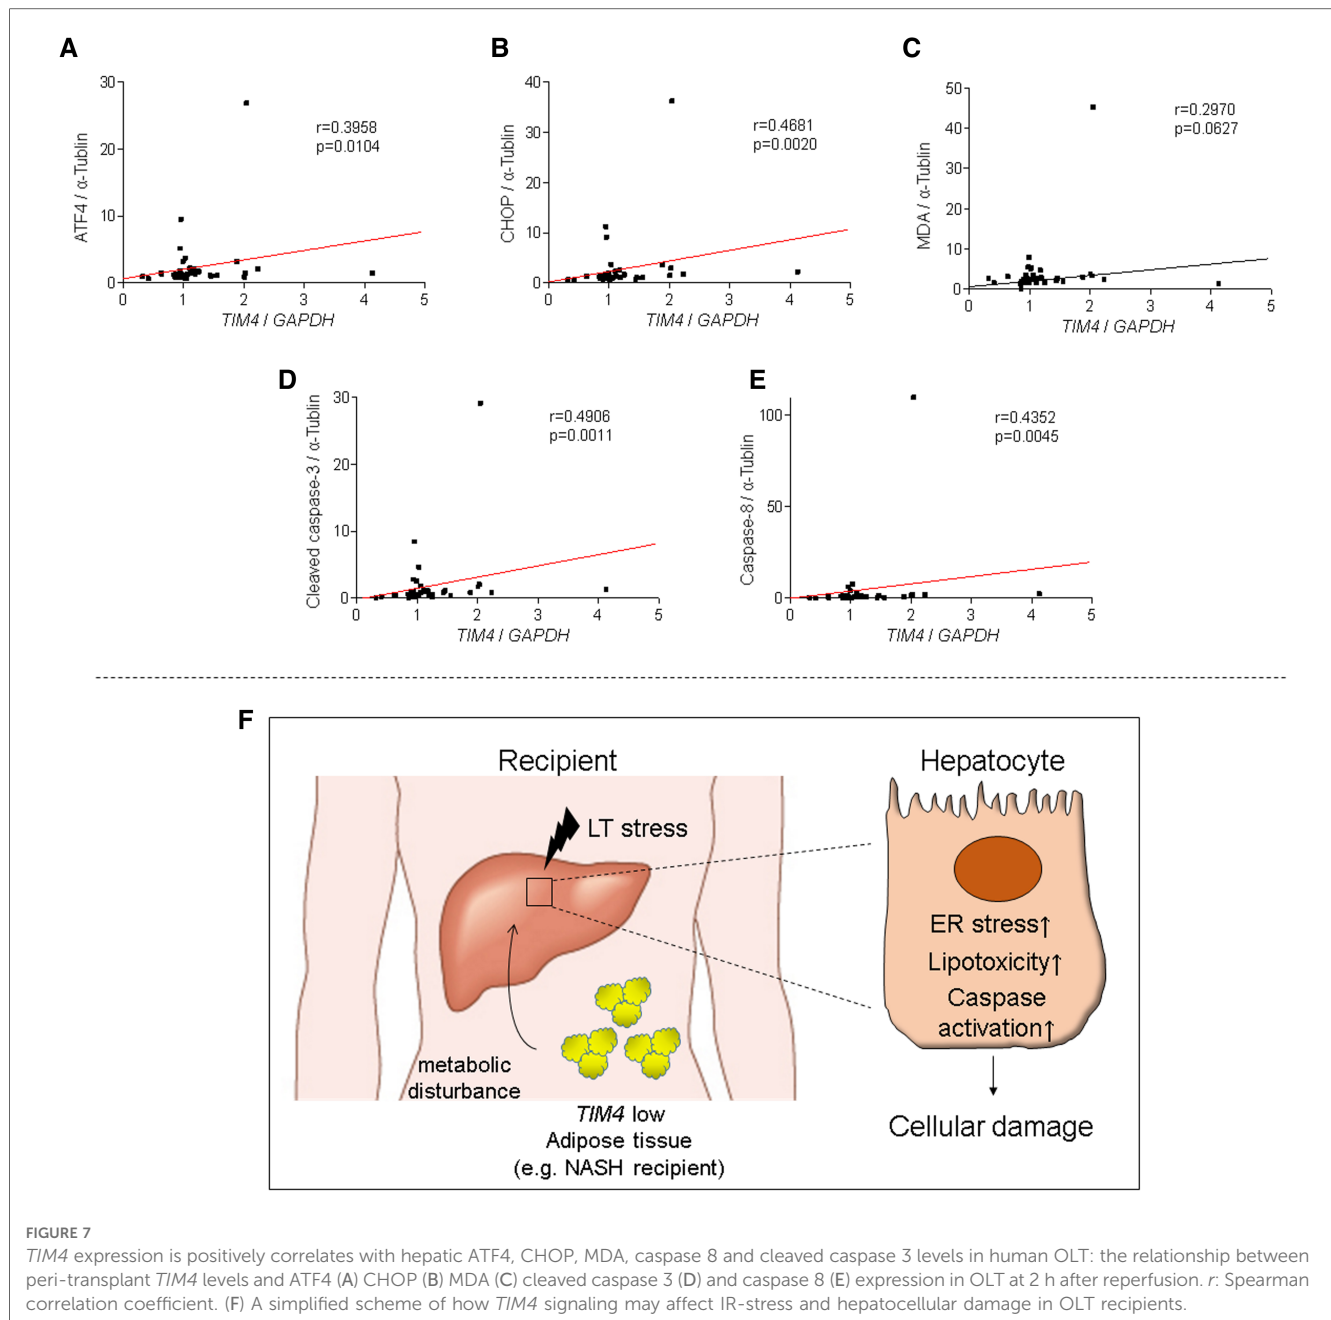 A
B
C
30
20
10
0
0 1 2 3 4 5
ATF4 / α-Tublin
TIM4 / GAPDH
r=0.3958
p=0.0104
40
30
20
10
0
0 1 2 3 4 5
CHOP / α-Tublin
TIM4 / GAPDH
r=0.4681
p=0.0020
50
40
30
20
10
0
0 1 2 3 4 5
MDA / α-Tublin
TIM4 / GAPDH
r=0.2970
p=0.0627
D
E
30
20
10
0
0 1 2 3 4 5
Cleaved caspase-3 / α-Tublin
TIM4 / GAPDH
r=0.4906
p=0.0011
100
50
0
0 1 2 3 4 5
Caspase-8 / α-Tublin
TIM4 / GAPDH
r=0.4352
p=0.0045
F
Recipient
LT stress
metabolic
disturbance
TIM4 low
Adipose tissue
(e.g. NASH recipient)
Hepatocyte
ER stress↑
Lipotoxicity↑
Caspase
activation↑
Cellular damage
FIGURE 7
TIM4 expression is positively correlates with hepatic ATF4, CHOP, MDA, caspase 8 and cleaved caspase 3 levels in human OLT: the relationship between
peri-transplant TIM4 levels and ATF4 (A) CHOP (B) MDA (C) cleaved caspase 3 (D) and caspase 8 (E) expression in OLT at 2 h after reperfusion. r: Spearman
correlation coefficient. (F) A simplified scheme of how TIM4 signaling may affect IR-stress and hepatocellular damage in OLT recipients.